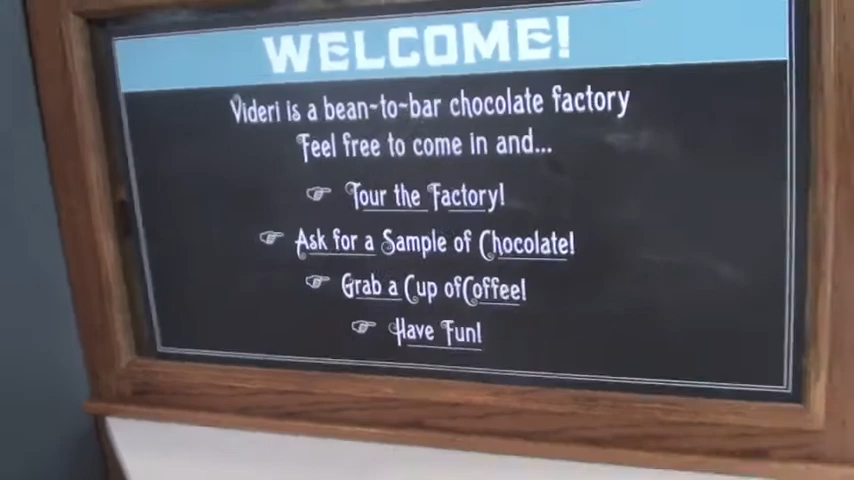 WELCOME!
Videri is a bean-to-bar chocolate factory
Feel free to come in and...
Tour the Factory!
Ask for a Sample of Chocolate!
Grab a Cup of Coffee!
Have Fun!